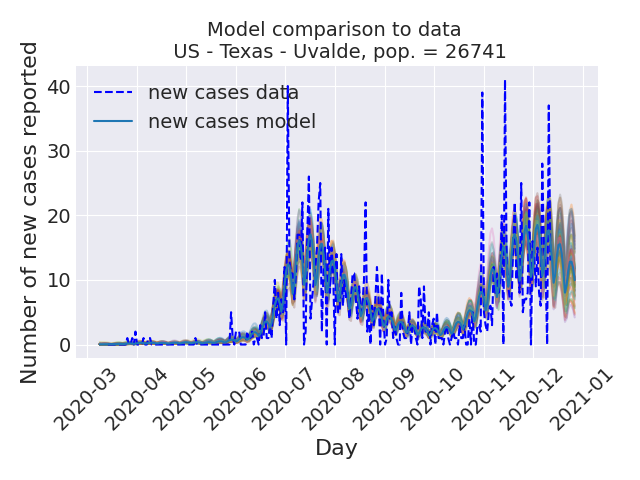 Model comparison to data
US - Texas - Uvalde, pop. = 26741
Number of new cases reported
40
30
20
10
0
new cases data
new cases model
2020-03
2020-04
2020-05
2020-06
2020-07
2020-08
2020-09
2020-10
2020-11
2020-12
2021-01
Day